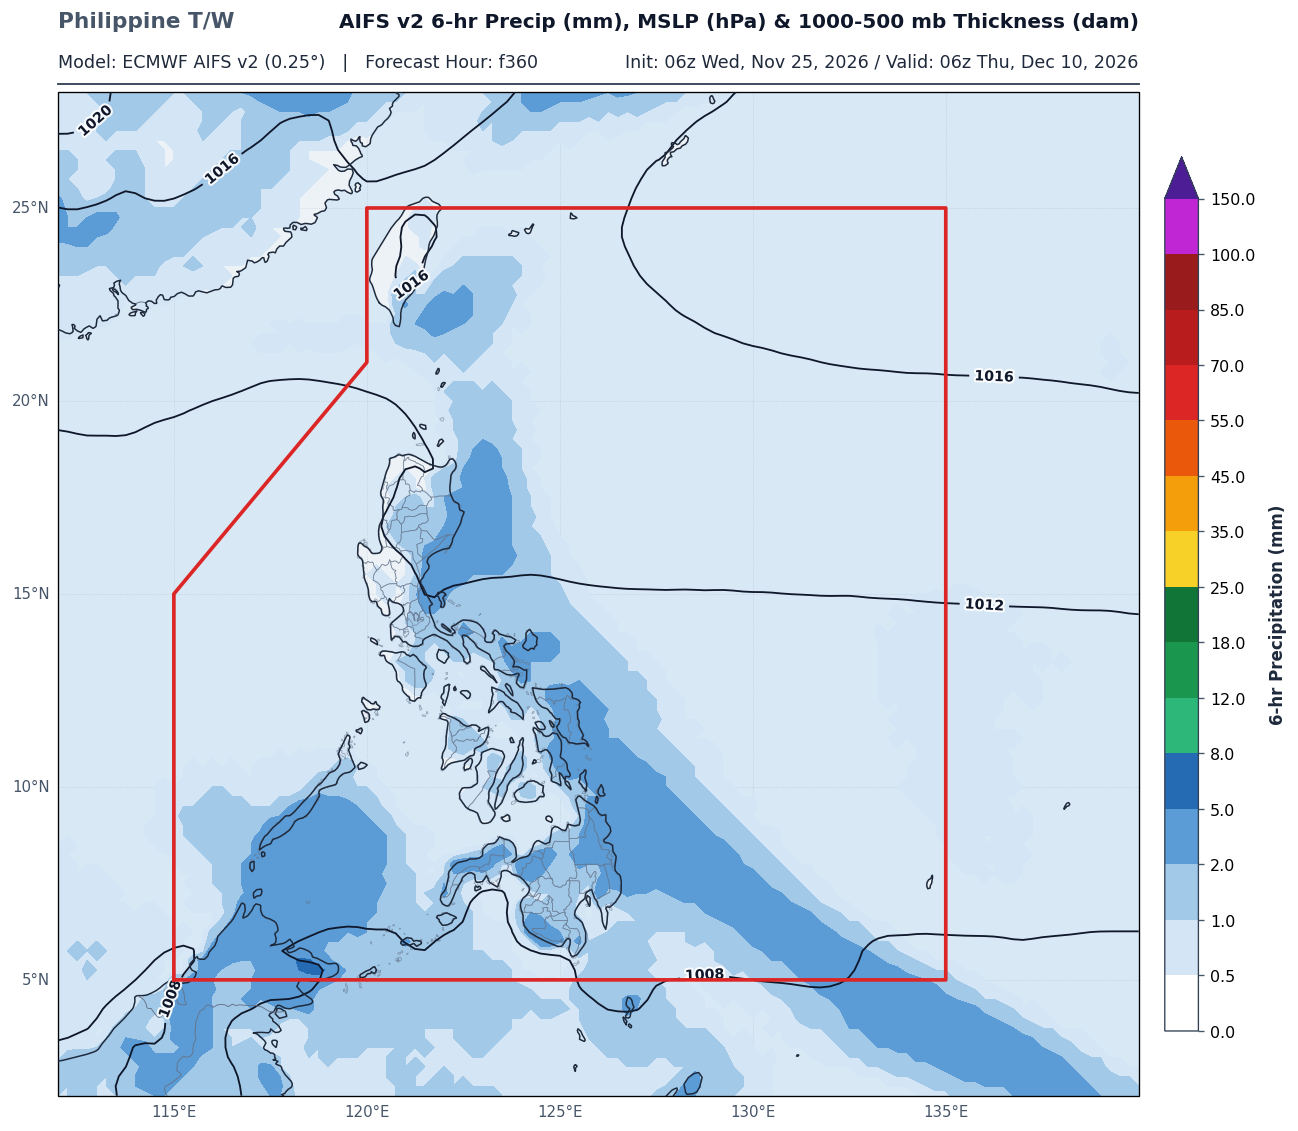 Philippine T/W
AIFS v2 6-hr Precip (mm), MSLP (hPa) & 1000-500 mb Thickness (dam)
Model: ECMWF AIFS v2 (0.25°) | Forecast Hour: f360
Init: 06z Wed, Nov 25, 2026 / Valid: 06z Thu, Dec 10, 2026
1020
1016
1016
1016
1012
1008
1008
25°N
20°N
15°N
10°N
5°N
115°E
120°E
125°E
130°E
135°E
150.0
100.0
85.0
70.0
55.0
45.0
35.0
25.0
18.0
12.0
8.0
5.0
2.0
1.0
0.5
0.0
6-hr Precipitation (mm)